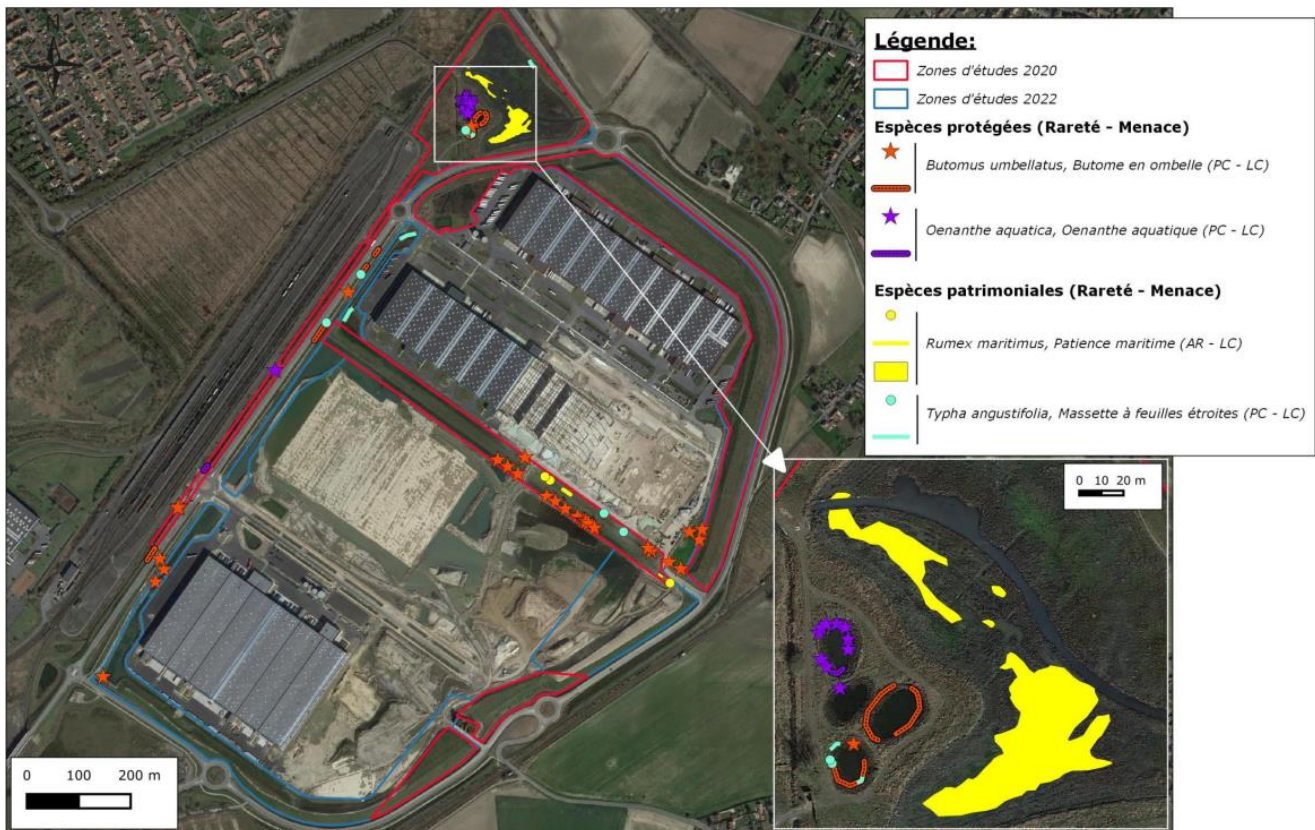 N
Légende:
Zones d'études 2020
Zones d'études 2022
Espèces protégées (Rareté - Menace)
Butomus umbellatus, Butome en ombelle (PC - LC)
Oenanthe aquatica, Oenanthe aquatique (PC - LC)
Espèces patrimoniales (Rareté - Menace)
Rumex maritimus, Patience maritime (AR - LC)
Typha angustifolia, Massette à feuilles étroites (PC - LC)
0 10 20 m
0 100 200 m